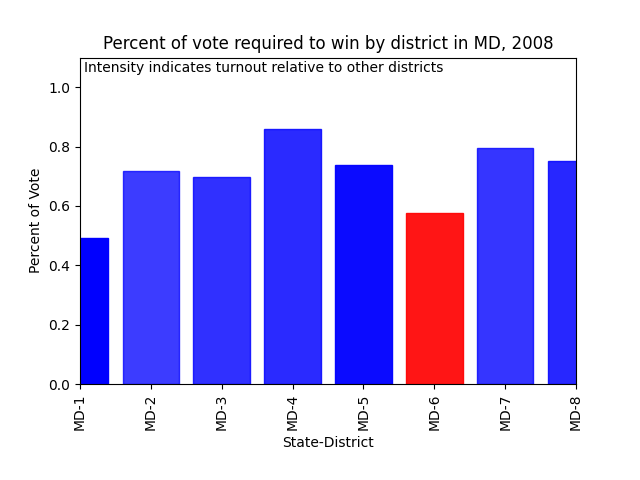 Percent of vote required to win by district in MD, 2008
Intensity indicates turnout relative to other districts
1.0
0.8
0.6
0.4
0.2
0.0
Percent of Vote
MD-1
MD-2
MD-3
MD-4
MD-5
MD-6
MD-7
MD-8
State-District